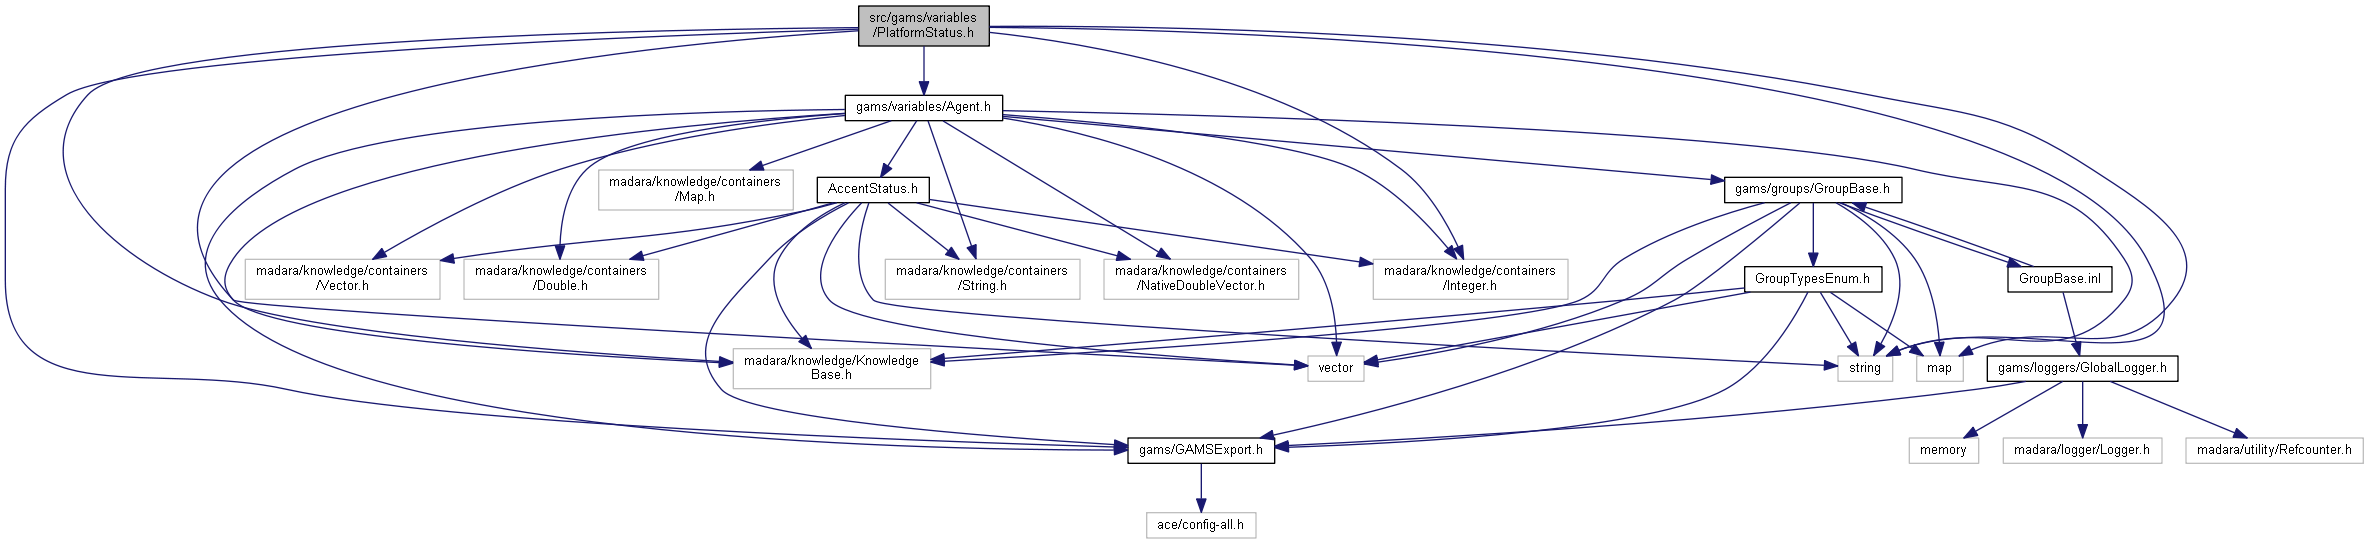 src/gams/variables
/PlatformStatus.h
gams/variables/Agent.h
madara/knowledge/containers
/Map.h
AccentStatus.h
gams/groups/GroupBase.h
madara/knowledge/containers
/Vector.h
madara/knowledge/containers
/Double.h
madara/knowledge/containers
/String.h
madara/knowledge/containers
/NativeDoubleVector.h
madara/knowledge/containers
/Integer.h
GroupTypesEnum.h
GroupBase.inl
madara/knowledge/Knowledge
Base.h
vector
string
map
gams/loggers/GlobalLogger.h
gams/GAMSExport.h
memory
madara/logger/Logger.h
madara/utility/Refcounter.h
ace/config-all.h